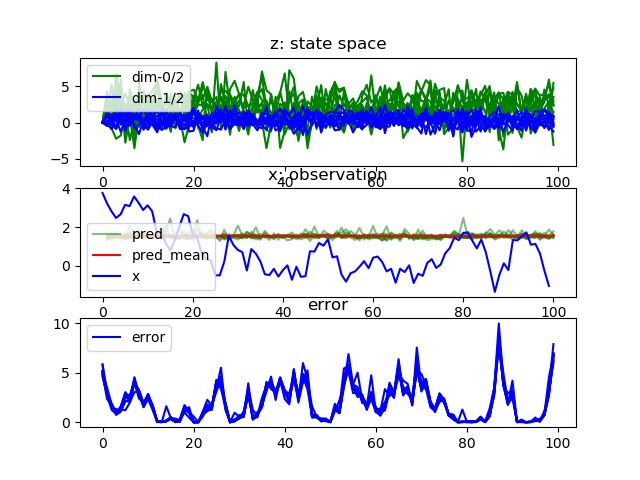 z: state space
dim-0/2
dim-1/2
5
0
−5
0 20 40 60 80 100
x: observation
4
2
0
pred
pred_mean
x
0 20 40 60 80 100
error
10
5
0
error
0 20 40 60 80 100